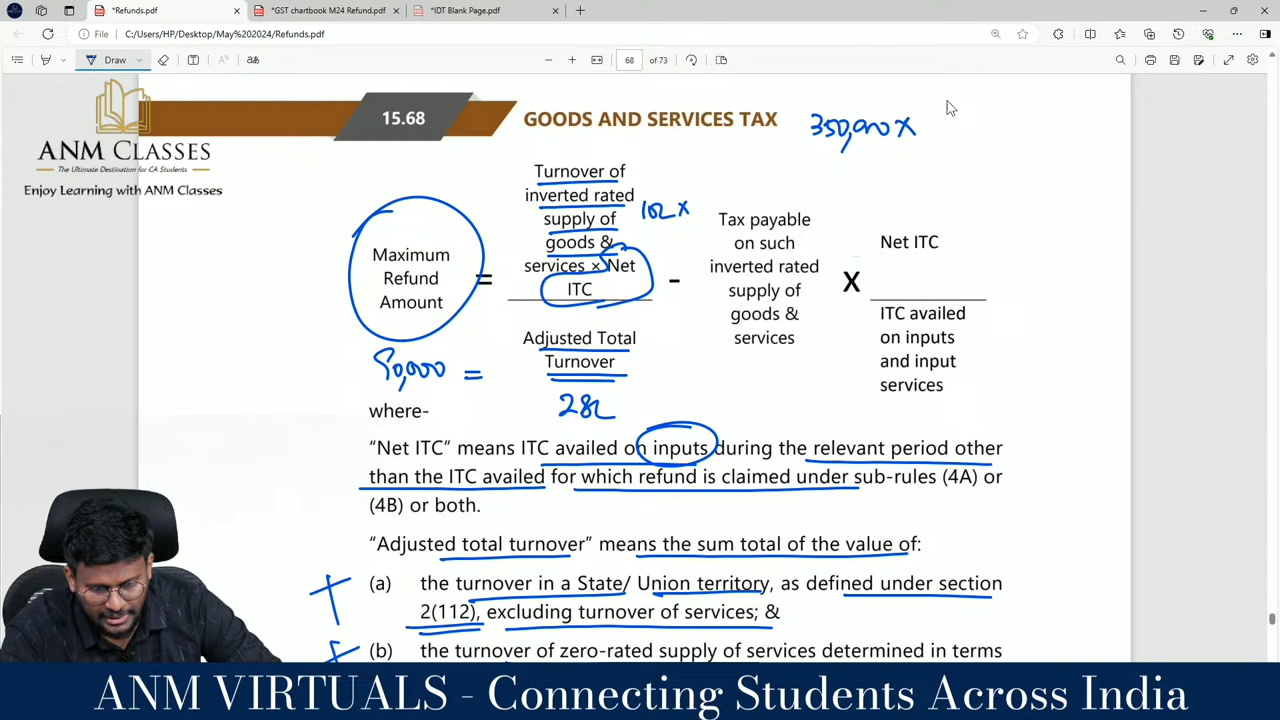 *Refunds.pdf
*GST chartbook M24 Refund.pdf
*IDT Blank Page.pdf
File C:/Users/HP/Desktop/May%202024/Refunds.pdf
Draw
aあ
68 of 73
ANM CLASSES
The Ultimate Destination for CA Students
Enjoy Learning with ANM Classes
15.68
GOODS AND SERVICES TAX
350,000 x
Maximum
Refund
Amount
=
Turnover of
inverted rated
supply of
goods &
services × Net
ITC
10L x
Adjusted Total
Turnover
28L
-
Tax payable
on such
inverted rated
supply of
goods &
services
X
Net ITC
ITC availed
on inputs
and input
services
90,000 =
where-
“Net ITC” means ITC availed on inputs during the relevant period other
than the ITC availed for which refund is claimed under sub-rules (4A) or
(4B) or both.
“Adjusted total turnover” means the sum total of the value of:
(a) the turnover in a State/ Union territory, as defined under section
2(112), excluding turnover of services; &
(b) the turnover of zero-rated supply of services determined in terms
ANM VIRTUALS - Connecting Students Across India